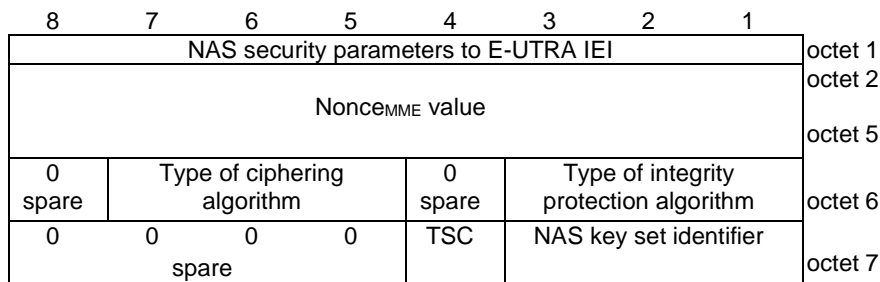 8 7 6 5 4 3 2 1
NAS security parameters to E-UTRA IEI octet 1
octet 2
NonceMME value
octet 5
0 Type of ciphering 0 Type of integrity
spare algorithm spare protection algorithm octet 6
0 0 0 0 TSC NAS key set identifier
spare octet 7